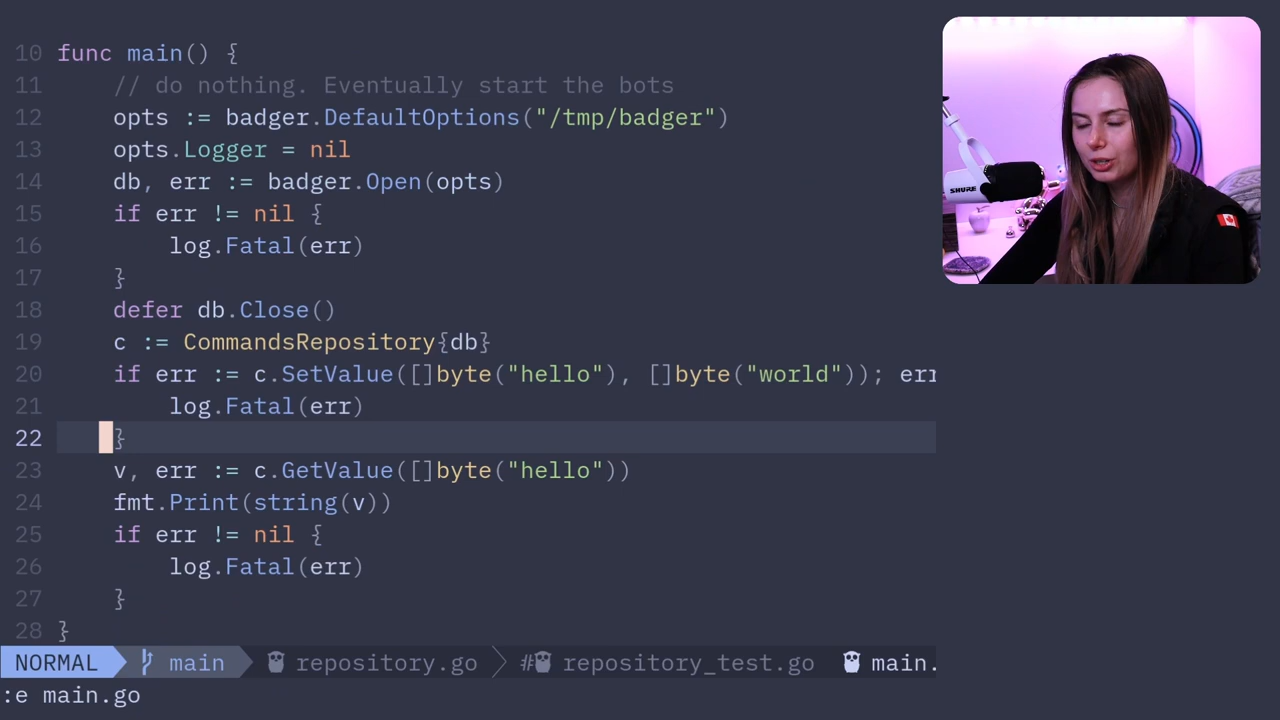 10 func main() {
11 // do nothing. Eventually start the bots
12 opts := badger.DefaultOptions("/tmp/badger")
13 opts.Logger = nil
14 db, err := badger.Open(opts)
15 if err != nil {
16 log.Fatal(err)
17 }
18 defer db.Close()
19 c := CommandsRepository{db}
20 if err := c.SetValue([]byte("hello"), []byte("world")); err
21 log.Fatal(err)
22 }
23 v, err := c.GetValue([]byte("hello"))
24 fmt.Print(string(v))
25 if err != nil {
26 log.Fatal(err)
27 }
28 }
NORMAL main repository.go #repository_test.go main.
:e main.go
SHURE